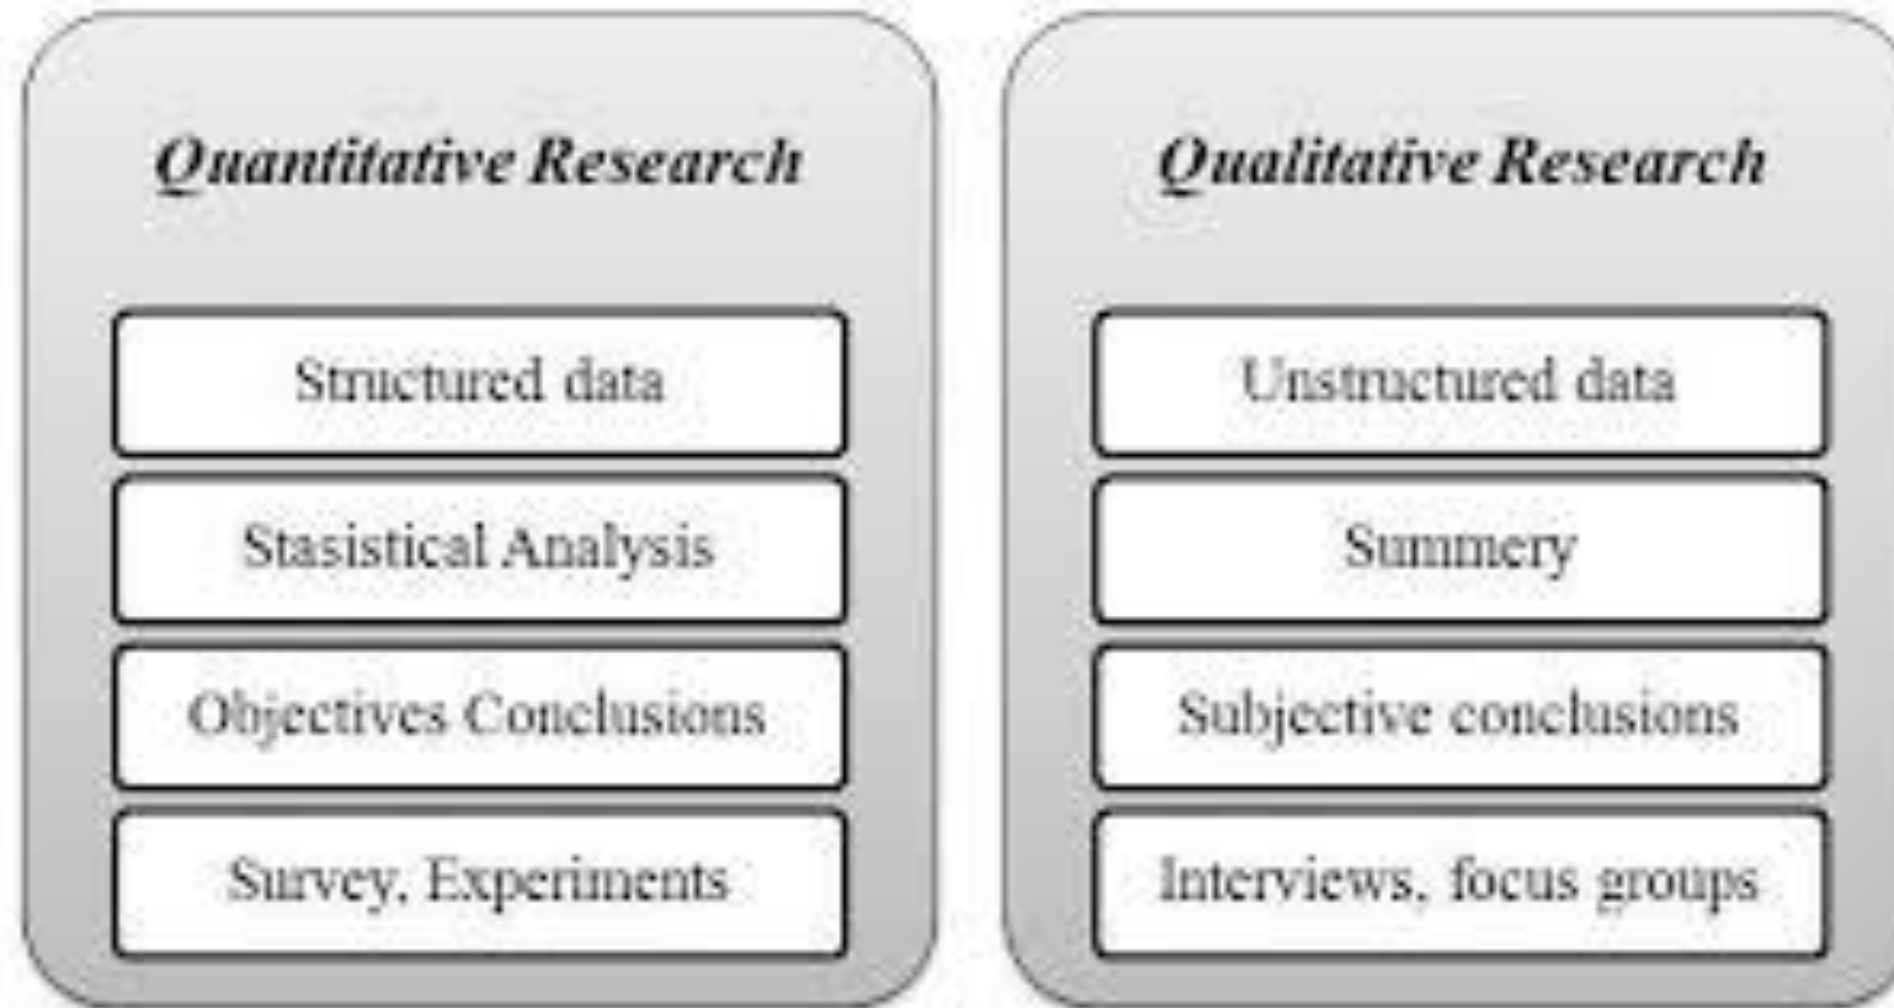 Quantitative Research
Structured data
Stasistical Analysis
Objectives Conclusions
Survey, Experiments
Qualitative Research
Unstructured data
Summery
Subjective conclusions
Interviews, focus groups